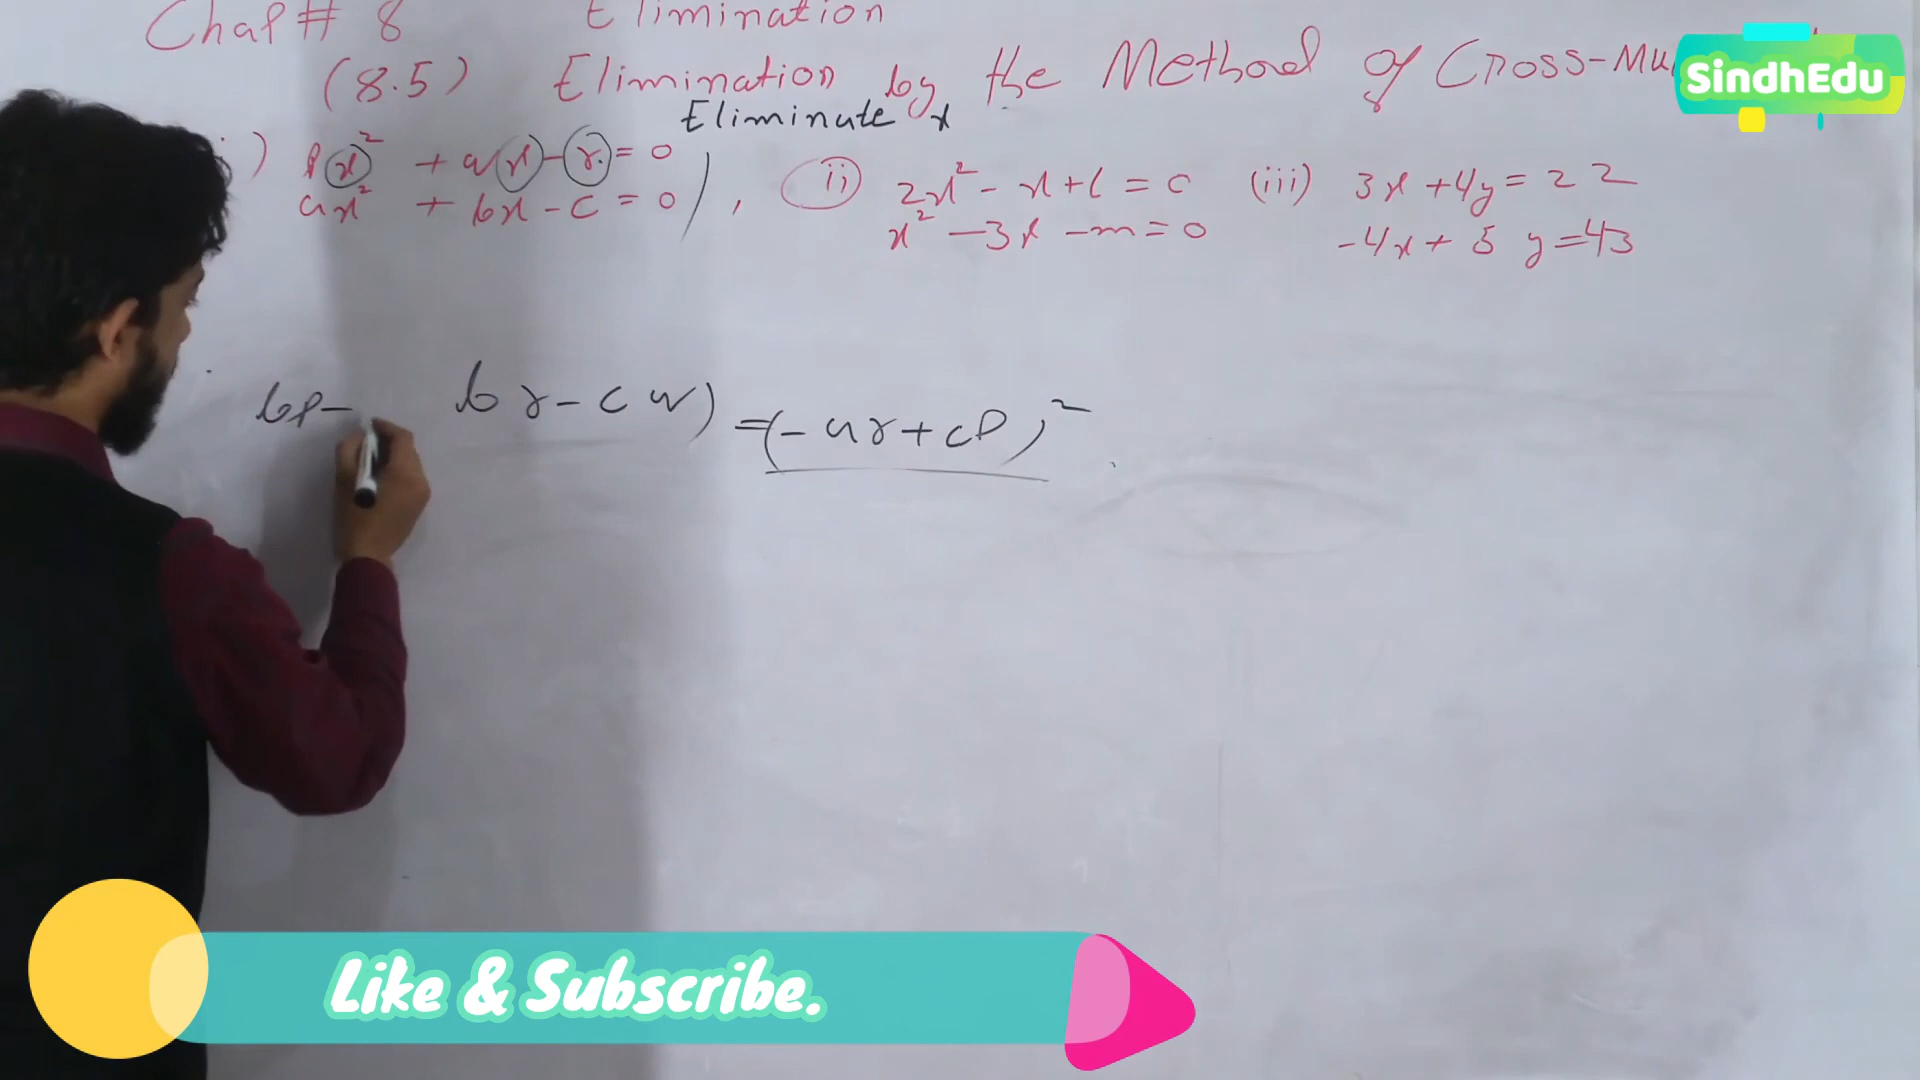 Chap # 8 Elimination
(8.5) Elimination by the Method of Cross-Mul
SindhEdu
Eliminate x
) px² + qx - r = 0
ax² + bx - c = 0 ) ,
ii) 2x² - x + l = c
x² - 3x - m = 0
(iii) 3x + 4y = 22
-4x + 5y = 43
bp - br - cq) = (-ar + cp)²
Like & Subscribe.